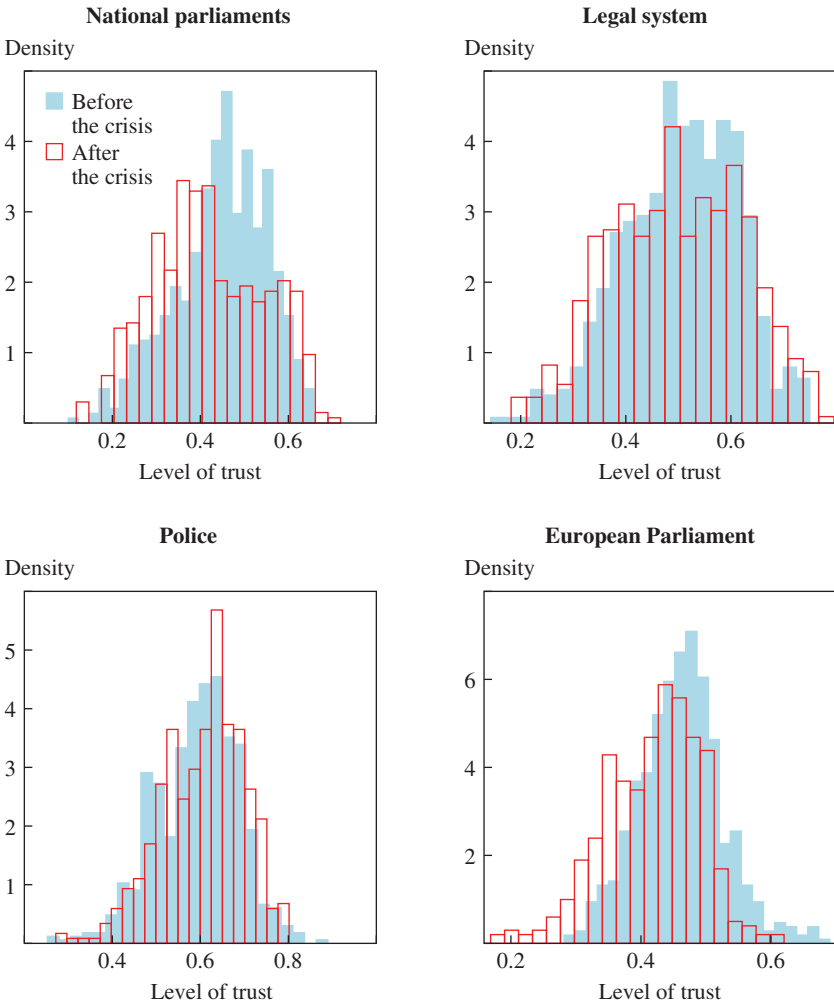 National parliaments
Density
Before
the crisis
After
the crisis
4
3
2
1
0.2 0.4 0.6
Level of trust
Legal system
Density
4
3
2
1
0.2 0.4 0.6
Level of trust
Police
Density
5
4
3
2
1
0.4 0.6 0.8
Level of trust
European Parliament
Density
6
4
2
0.2 0.4 0.6
Level of trust